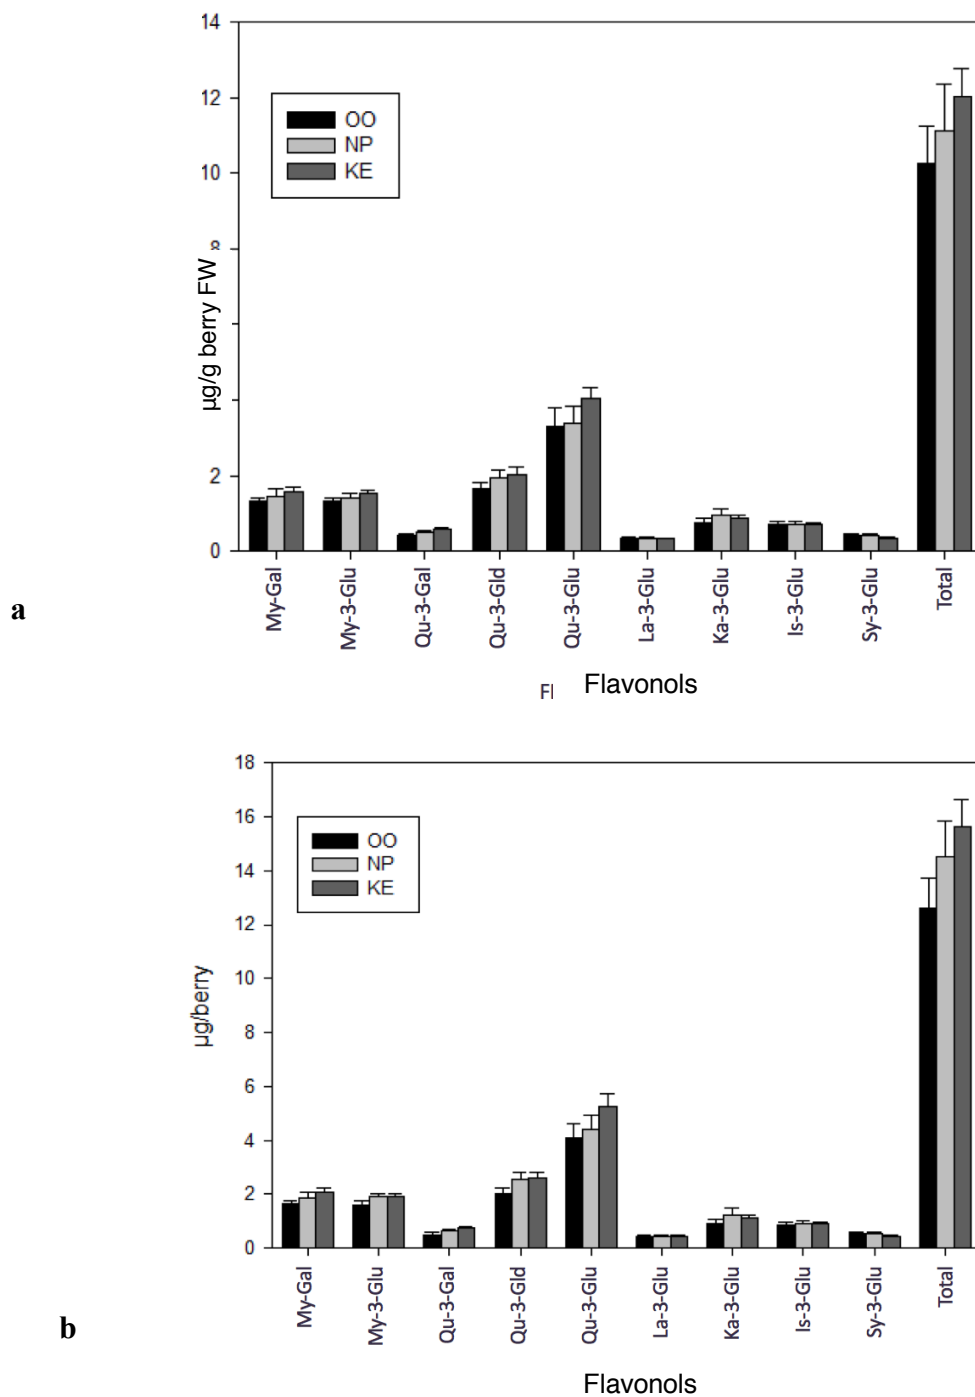 14
12
10
8
2
0
µg/g berry FW
OO
NP
KE
My-Gal
My-3-Glu
Qu-3-Gal
Qu-3-Gld
Qu-3-Glu
La-3-Glu
Ka-3-Glu
Is-3-Glu
Sy-3-Glu
Total
a
Fl Flavonols
18
16
14
12
10
8
6
4
2
0
µg/berry
OO
NP
KE
My-Gal
My-3-Glu
Qu-3-Gal
Qu-3-Gld
Qu-3-Glu
La-3-Glu
Ka-3-Glu
Is-3-Glu
Sy-3-Glu
Total
b
Flavonols